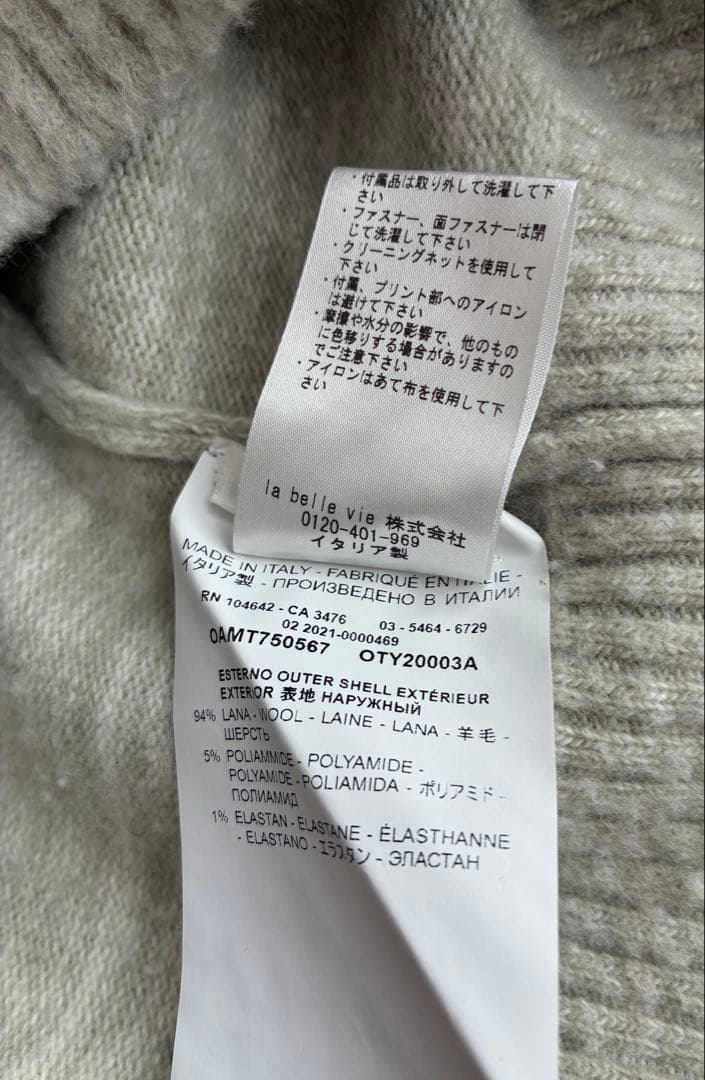 ・付属品は取り外して洗濯して下
さい
・ファスナー、面ファスナーは閉
じて洗濯して下さい
・クリーニングネットを使用して
下さい
・付属、プリント部へのアイロン
は避けて下さい
・摩擦や水分の影響で、他のもの
に色移りする場合がありますの
でご注意下さい
・アイロンはあて布を使用して下
さい
la belle vie 株式会社
0120-401-969
イタリア製
MADE IN ITALY - FABRIQUÉ EN ITALIE -
イタリア製 - ПРОИЗВЕДЕНО В ИТАЛИИ
RN 104642 - CA 3476 03 - 5464 - 6729
02 2021-0000469
0AMT750567 OTY20003A
ESTERNO OUTER SHELL EXTÉRIEUR
EXTERIOR 表地 НАРУЖНЫЙ
94% LANA - WOOL - LAINE - LANA - 羊毛 -
ШЕРСТЬ
5% POLIAMMIDE - POLYAMIDE -
POLYAMIDE - POLIAMIDA - ポリアミド -
ПОЛИАМИД
1% ELASTAN - ELASTANE - ÉLASTHANNE
- ELASTANO - エラスタン - ЭЛАСТАН